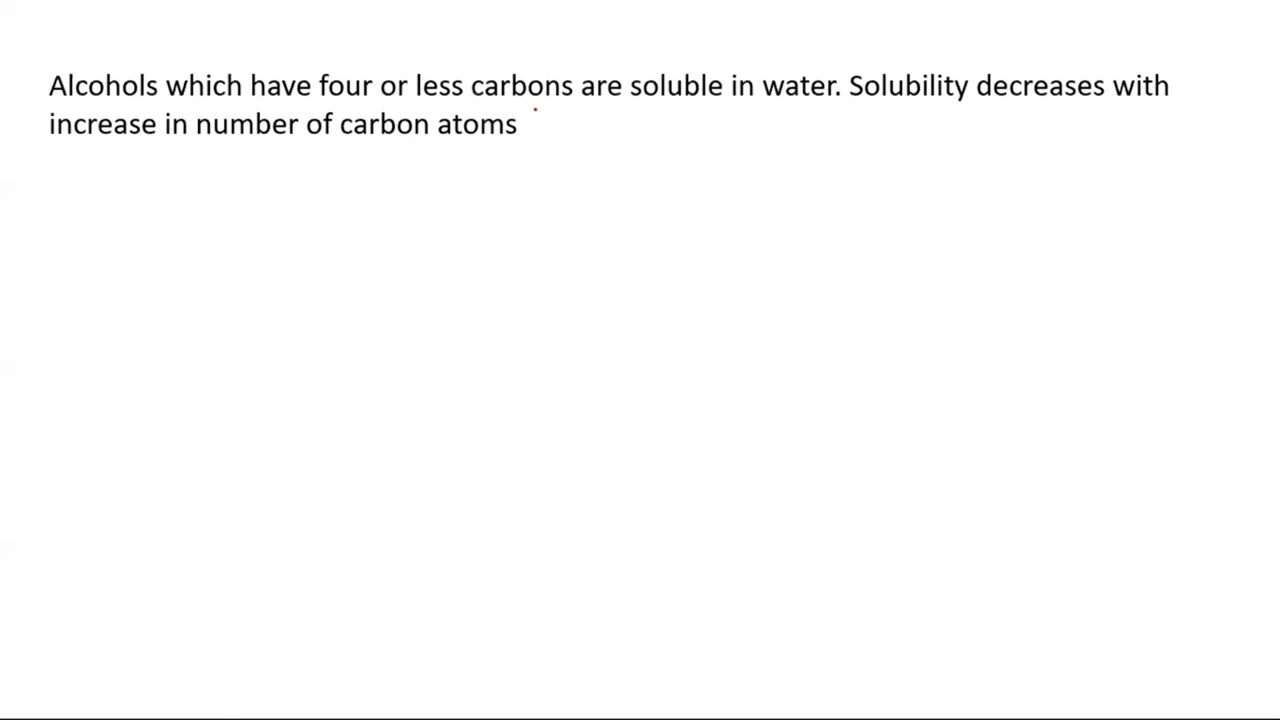 Alcohols which have four or less carbons are soluble in water. Solubility decreases with
increase in number of carbon atoms